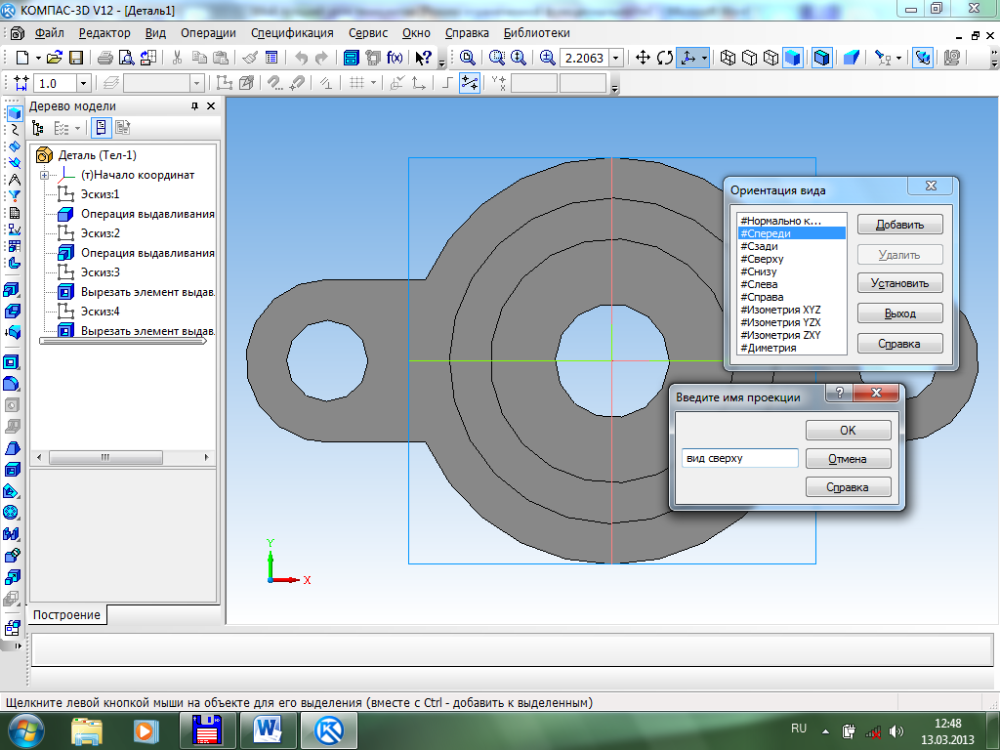 КОМПАС-3D V12 - [Деталь1]
Файл Редактор Вид Операции Спецификация Сервис Окно Справка Библиотеки
f(x) 2.2063
1.0
Дерево модели
Деталь (Тел-1)
(т)Начало координат
Эскиз:1
Операция выдавливания
Эскиз:2
Операция выдавливания
Эскиз:3
Вырезать элемент выдав
Эскиз:4
Вырезать элемент выдав
Построение
Y
X
Ориентация вида
#Нормально к...
#Спереди
#Сзади
#Сверху
#Снизу
#Слева
#Справа
#Изометрия XYZ
#Изометрия YZX
#Изометрия ZXY
#Диметрия
Добавить
Удалить
Установить
Выход
Справка
Введите имя проекции
вид сверху
OK
Отмена
Справка
Щелкните левой кнопкой мыши на объекте для его выделения (вместе с Ctrl - добавить к выделенным)
RU
12:48
13.03.2013